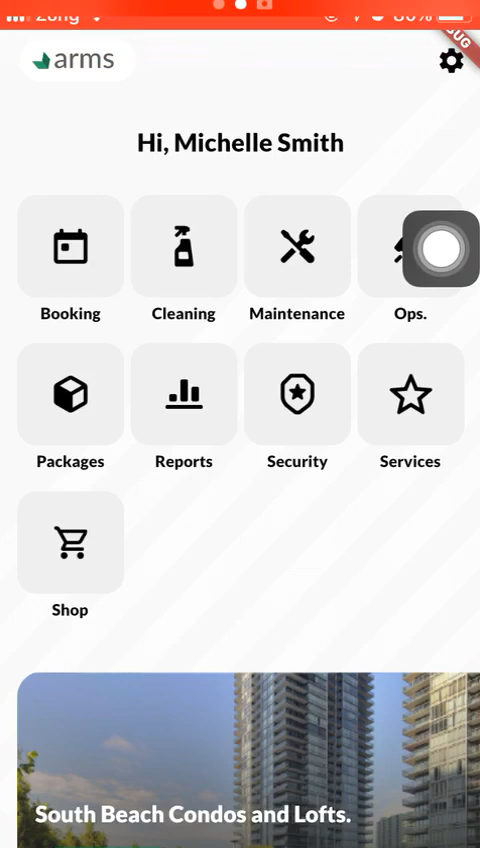 Zong
80%
arms
Hi, Michelle Smith
Booking
Cleaning
Maintenance
Ops.
Packages
Reports
Security
Services
Shop
South Beach Condos and Lofts.